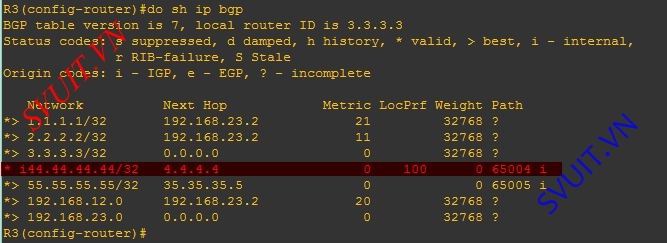 R3(config-router)#do sh ip bgp
BGP table version is 7, local router ID is 3.3.3.3
Status codes: s suppressed, d damped, h history, * valid, > best, i - internal,
r RIB-failure, S Stale
Origin codes: i - IGP, e - EGP, ? - incomplete
Network Next Hop Metric LocPrf Weight Path
*> 1.1.1.1/32 192.168.23.2 21 32768 ?
*> 2.2.2.2/32 192.168.23.2 11 32768 ?
*> 3.3.3.3/32 0.0.0.0 0 32768 ?
* i44.44.44.44/32 4.4.4.4 0 100 0 65004 i
*> 55.55.55.55/32 35.35.35.5 0 0 65005 i
*> 192.168.12.0 192.168.23.2 20 32768 ?
*> 192.168.23.0 0.0.0.0 0 32768 ?
R3(config-router)#
SVUIT.VN
SVUIT.VN